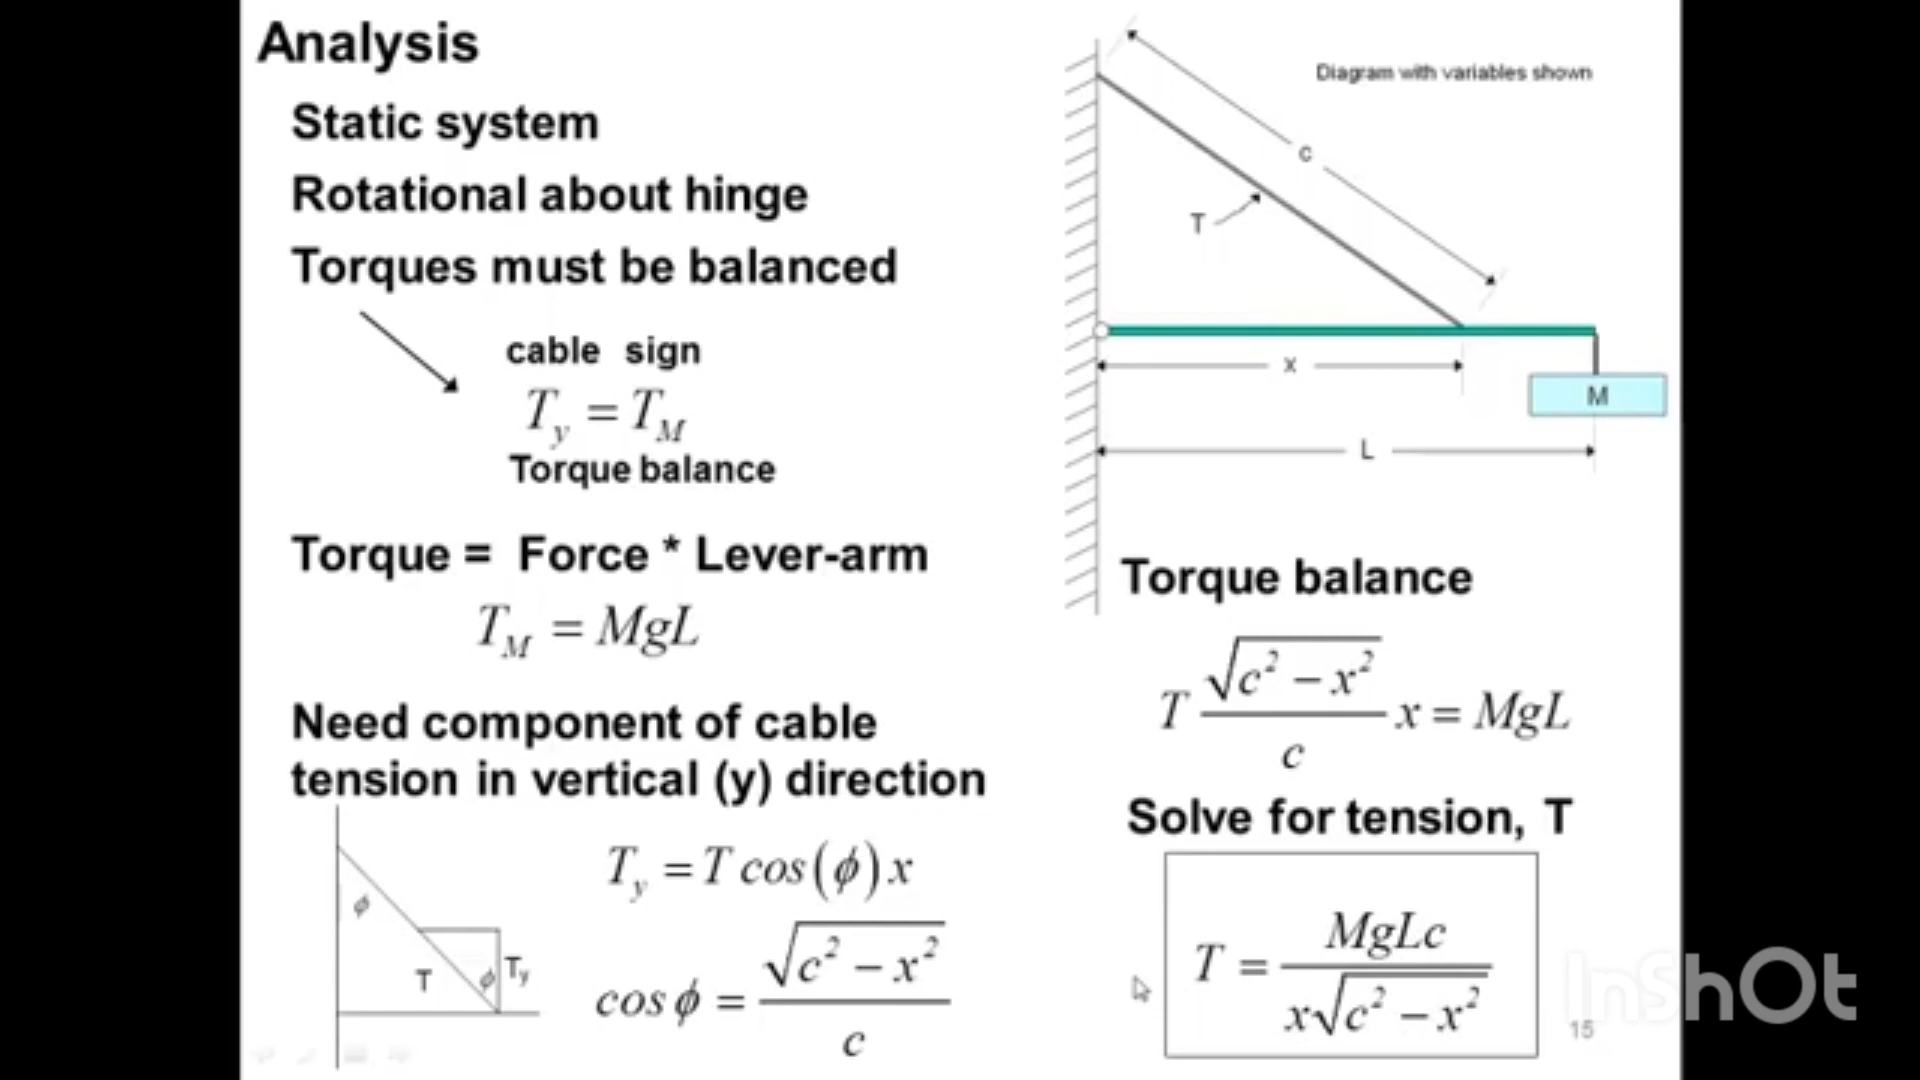 Analysis
Static system
Rotational about hinge
Torques must be balanced
cable sign
T_y = T_M
Torque balance
Torque = Force * Lever-arm
T_M = MgL
Need component of cable
tension in vertical (y) direction
T_y = T cos(ϕ) x
cos ϕ = √(c² − x²) / c
ϕ
T
ϕ
T_y
Diagram with variables shown
c
T
x
M
L
Torque balance
T √(c² − x²) / c x = MgL
Solve for tension, T
T = MgLc / x√(c² − x²)
15
InShOt